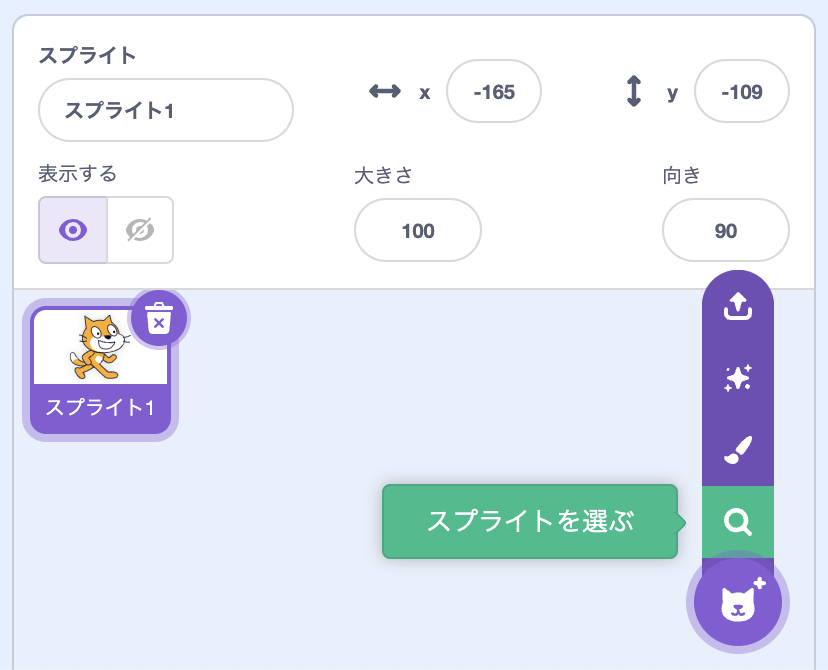 スプライト
スプライト1
x
-165
y
-109
表示する
大きさ
100
向き
90
スプライト1
スプライトを選ぶ